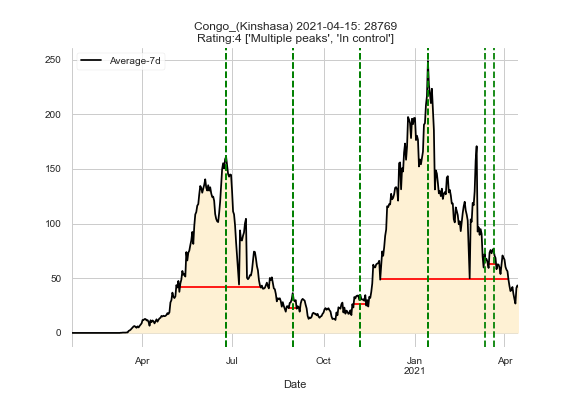 Congo_(Kinshasa) 2021-04-15: 28769
Rating:4 ['Multiple peaks', 'In control']
Average-7d
250
200
150
100
50
0
Apr
Jul
Oct
Jan
2021
Apr
Date